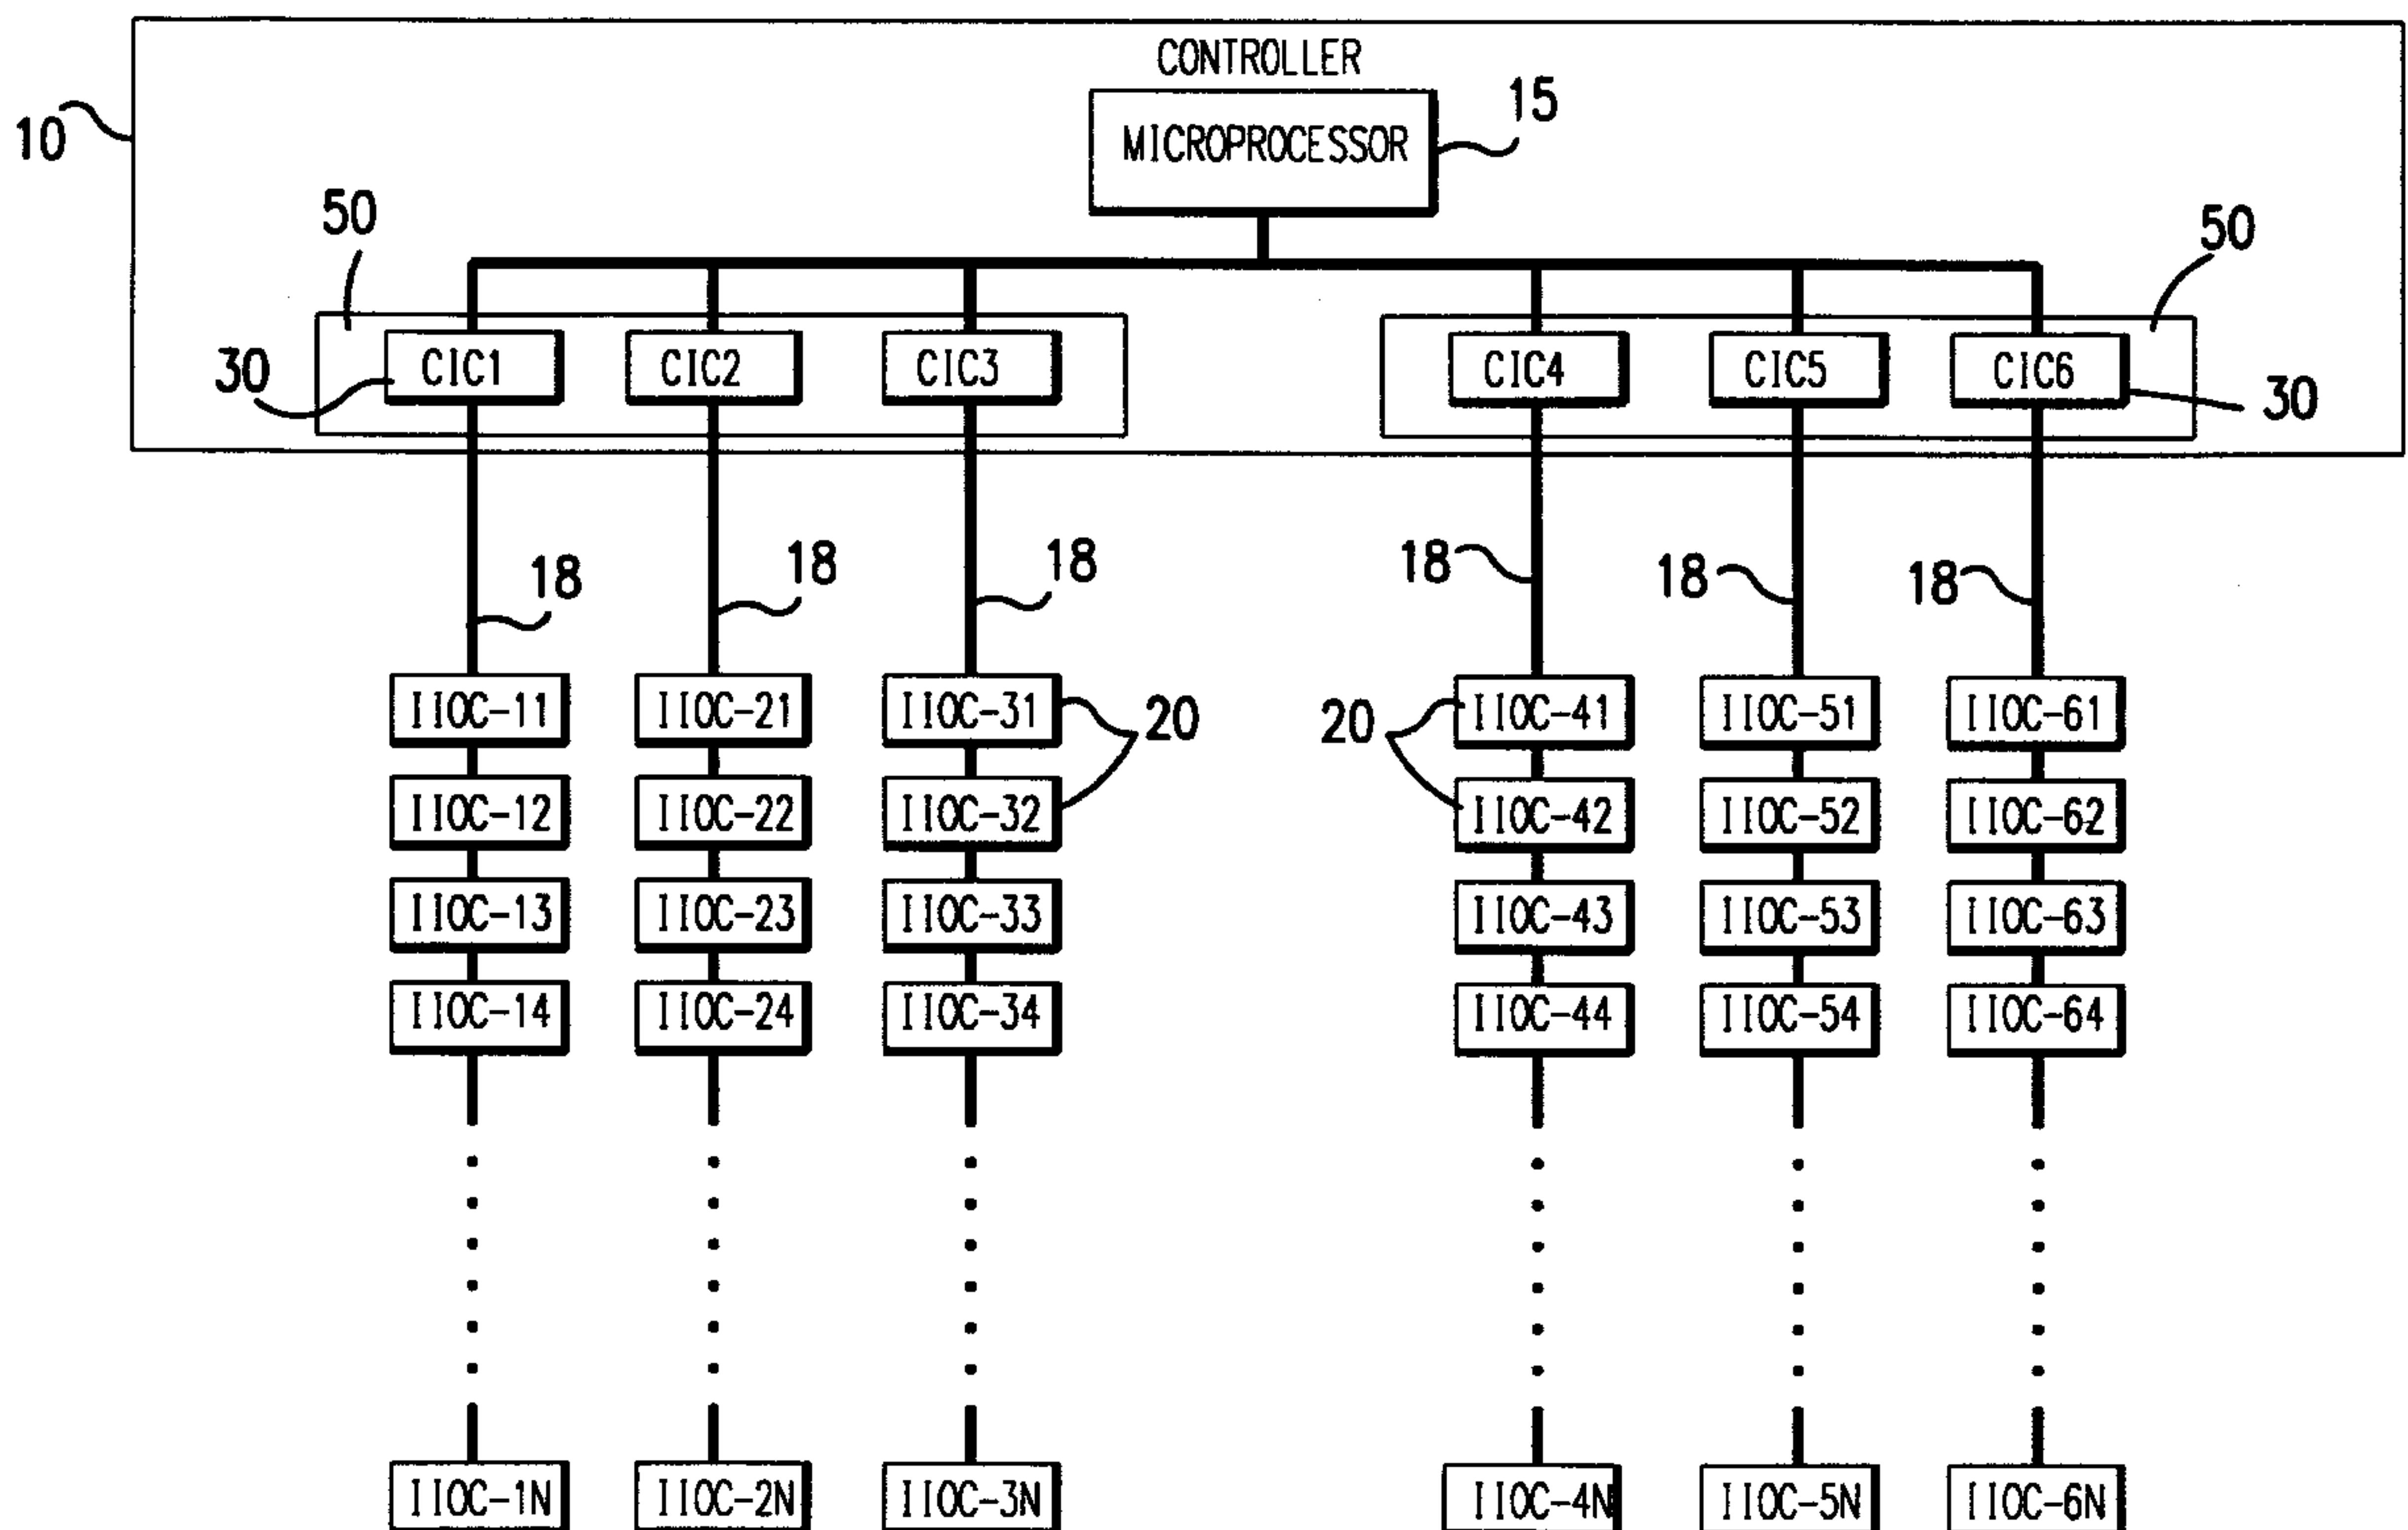 CONTROLLER
10
MICROPROCESSOR
15
50
50
30
CIC1
CIC2
CIC3
CIC4
CIC5
CIC6
30
18
18
18
18
18
18
IIOC-11
IIOC-21
IIOC-31
20
20
IIOC-41
IIOC-51
IIOC-61
IIOC-12
IIOC-22
IIOC-32
IIOC-42
IIOC-52
IIOC-62
IIOC-13
IIOC-23
IIOC-33
IIOC-43
IIOC-53
IIOC-63
IIOC-14
IIOC-24
IIOC-34
IIOC-44
IIOC-54
IIOC-64
IIOC-1N
IIOC-2N
IIOC-3N
IIOC-4N
IIOC-5N
IIOC-6N